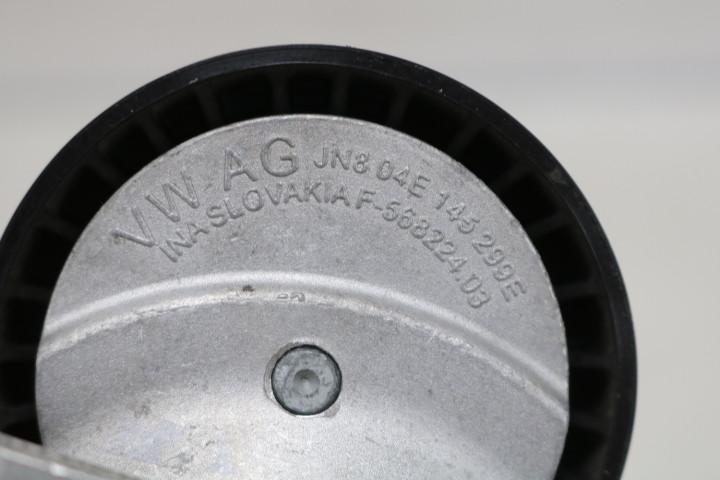 VW AG JN8 04E 145 299E
INA SLOVAKIA F-568224.03